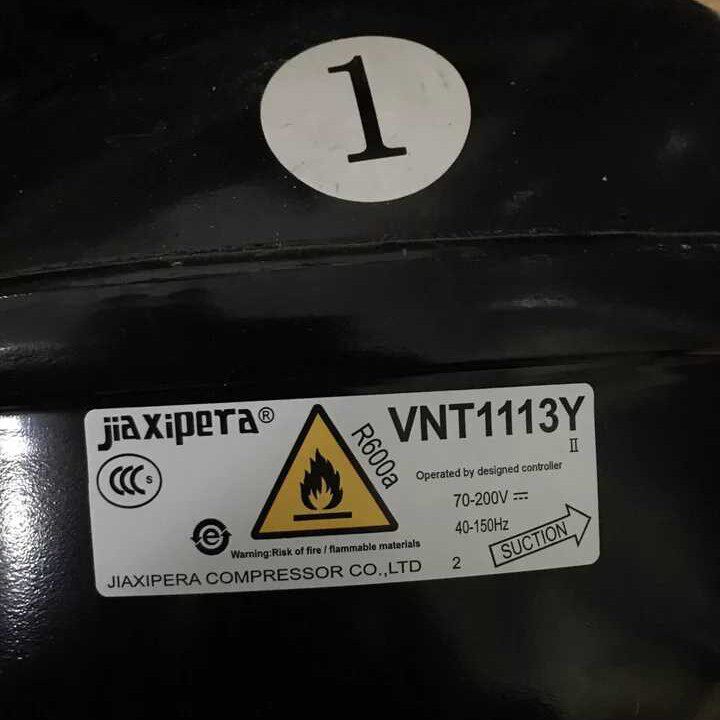 1
jiaxipera®
R600a
VNT1113Y
II
CCC S
Operated by designed controller
70-200V ⎓
40-150Hz
e
Warning:Risk of fire / flammable materials
SUCTION
JIAXIPERA COMPRESSOR CO.,LTD 2